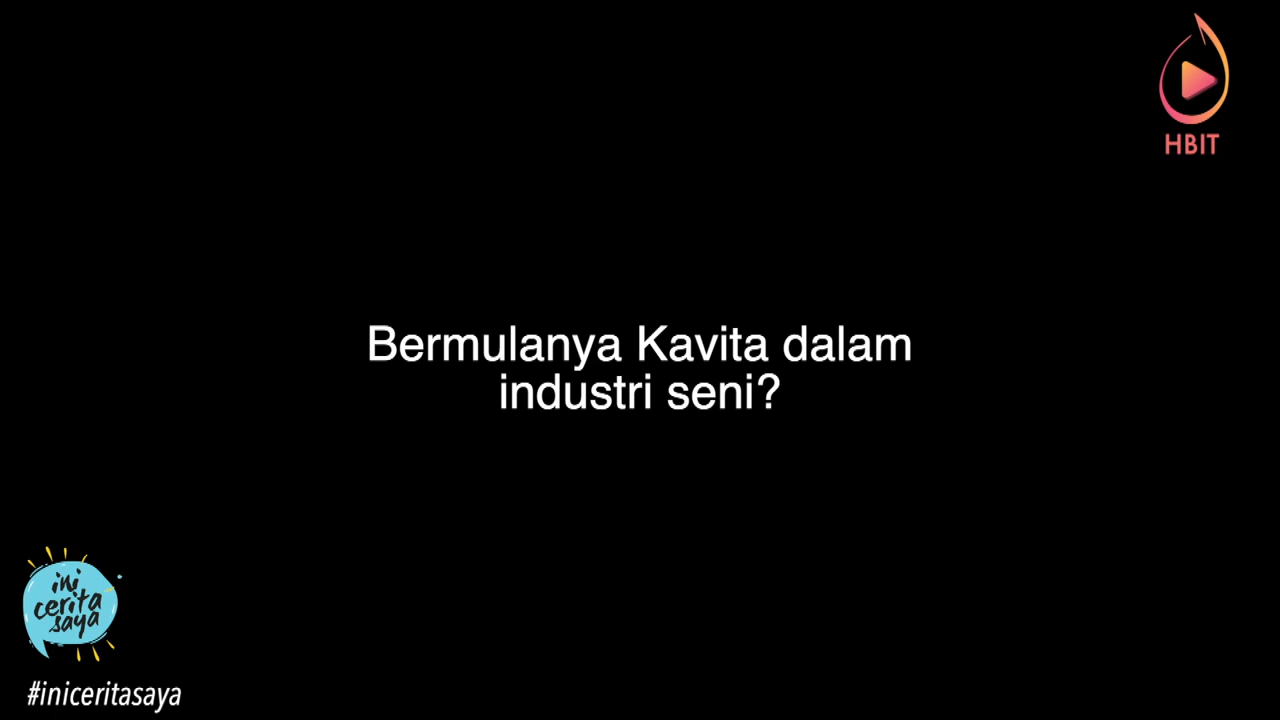 HBIT
Bermulanya Kavita dalam
industri seni?
ini
cerita
saya
#iniceritasaya